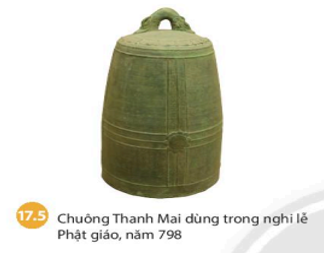 17.5 Chuông Thanh Mai dùng trong nghi lễ
Phật giáo, năm 798